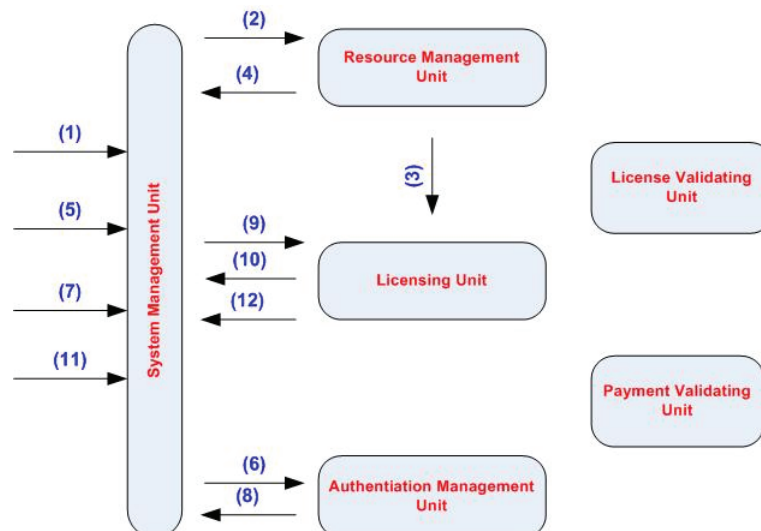 (2)
Resource Management
Unit
(4)
(1)
(3)
License Validating
Unit
(5)
(9)
System Management Unit
(10)
Licensing Unit
(7)
(12)
(11)
Payment Validating
Unit
(6)
Authentiation Management
Unit
(8)